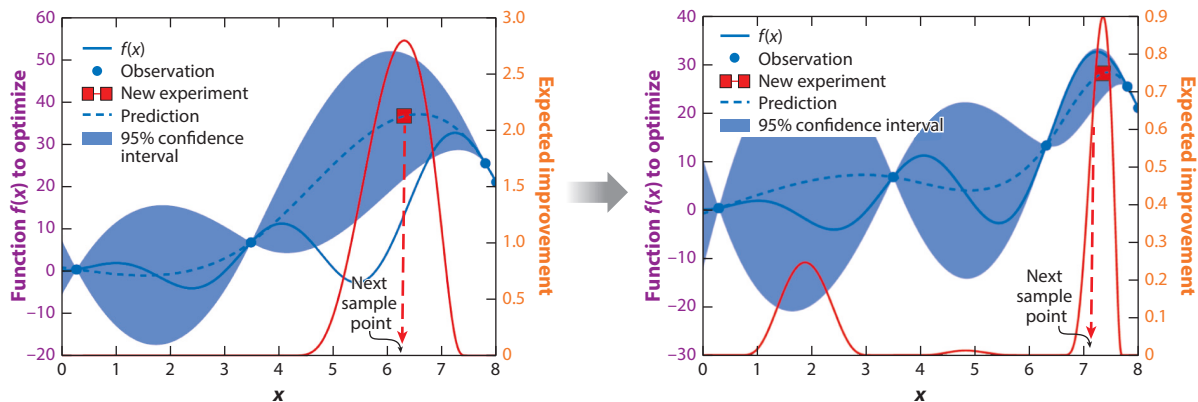 Function f(x) to optimize
60
50
40
30
20
10
0
–10
–20
f(x)
Observation
New experiment
Prediction
95% confidence
interval
Next
sample
point
3.0
2.5
2.0
1.5
1.0
0.5
0
Expected improvement
0 1 2 3 4 5 6 7 8
x
Function f(x) to optimize
40
30
20
10
0
–10
–20
–30
f(x)
Observation
New experiment
Prediction
95% confidence interval
Next
sample
point
0.9
0.8
0.7
0.6
0.5
0.4
0.3
0.2
0.1
0
Expected improvement
0 1 2 3 4 5 6 7 8
x